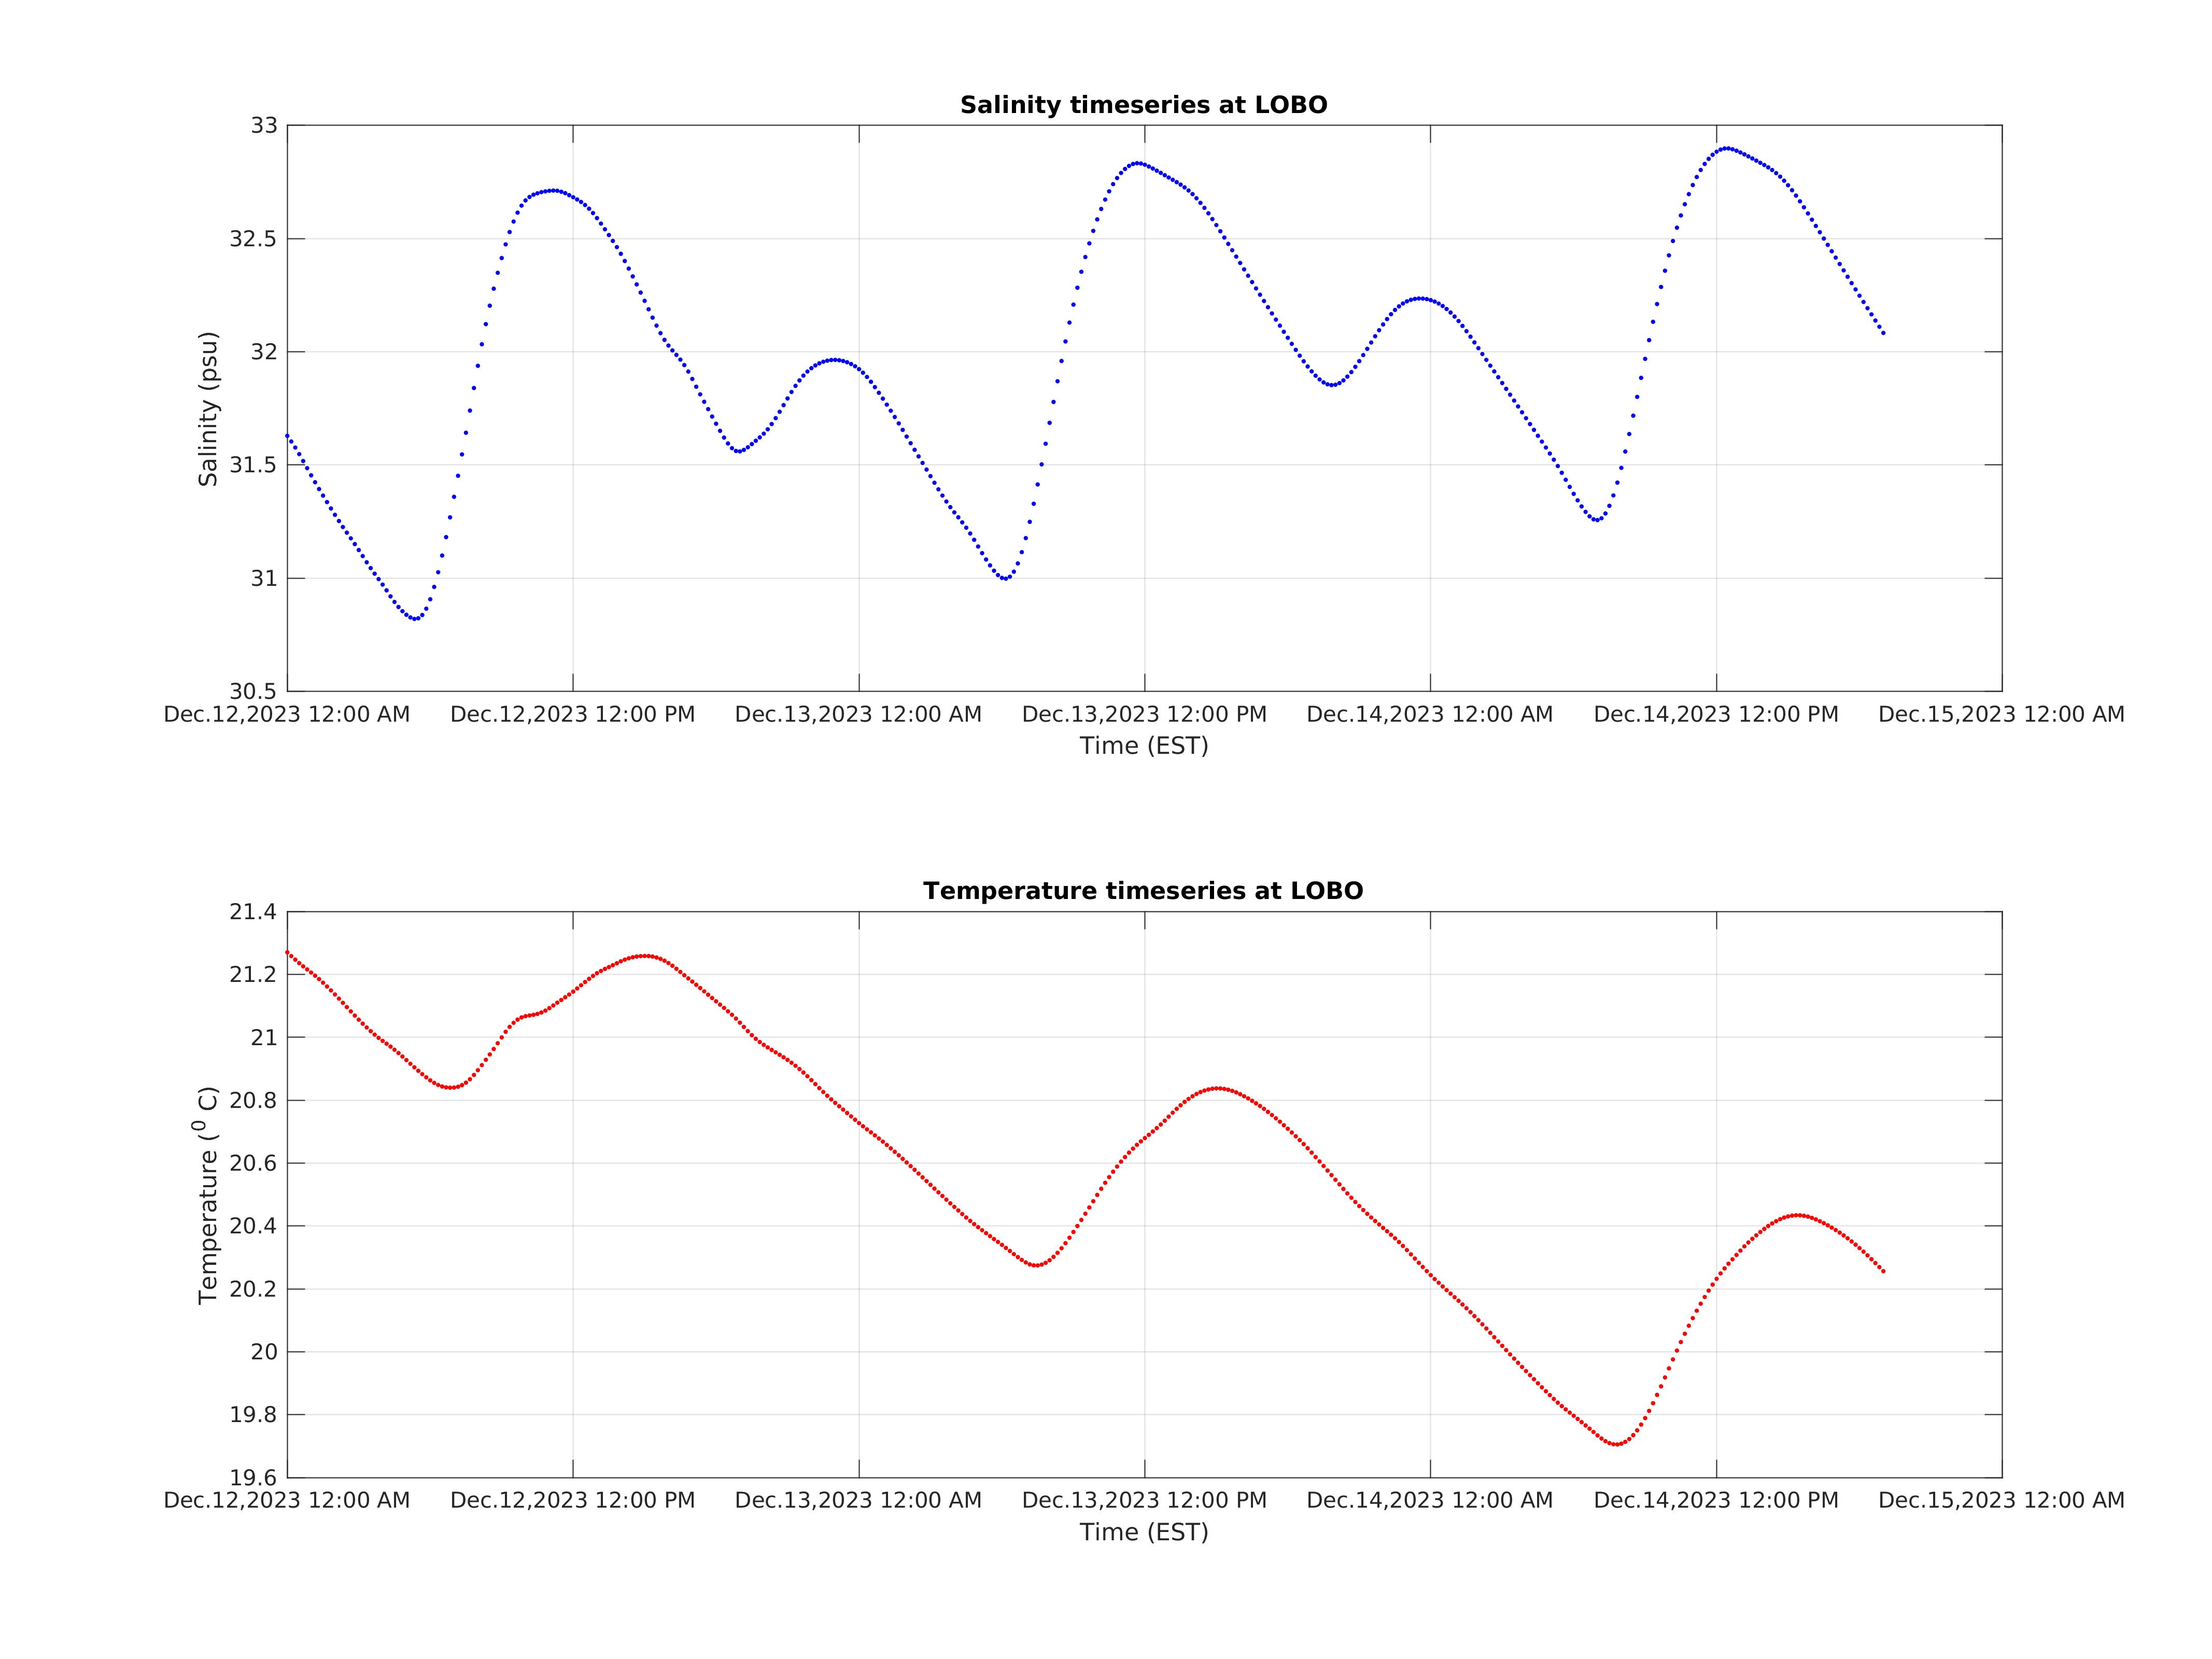 Salinity timeseries at LOBO
33
32.5
32
31.5
31
30.5
Salinity (psu)
Dec.12,2023 12:00 AM Dec.12,2023 12:00 PM Dec.13,2023 12:00 AM Dec.13,2023 12:00 PM Dec.14,2023 12:00 AM Dec.14,2023 12:00 PM Dec.15,2023 12:00 AM
Time (EST)
Temperature timeseries at LOBO
21.4
21.2
21
20.8
20.6
20.4
20.2
20
19.8
19.6
Temperature (⁰ C)
Dec.12,2023 12:00 AM Dec.12,2023 12:00 PM Dec.13,2023 12:00 AM Dec.13,2023 12:00 PM Dec.14,2023 12:00 AM Dec.14,2023 12:00 PM Dec.15,2023 12:00 AM
Time (EST)